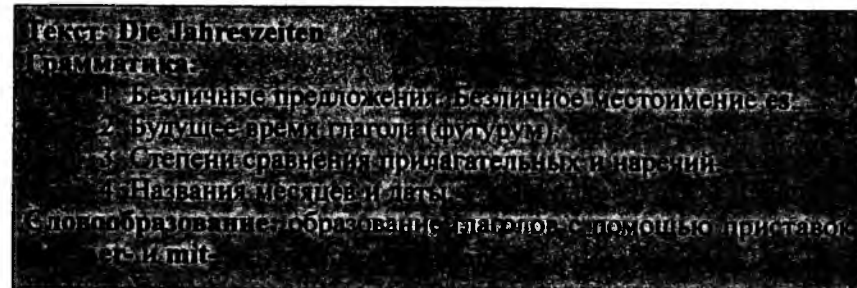 Текст: Die Jahreszeiten
Грамматика:
1. Безличные предложения. Безличное местоимение es.
2. Будущее время глагола (футурум).
3. Степени сравнения прилагательных и наречий.
4. Названия месяцев и даты.
Словообразование: образование глаголов с помощью приставок
и mit-